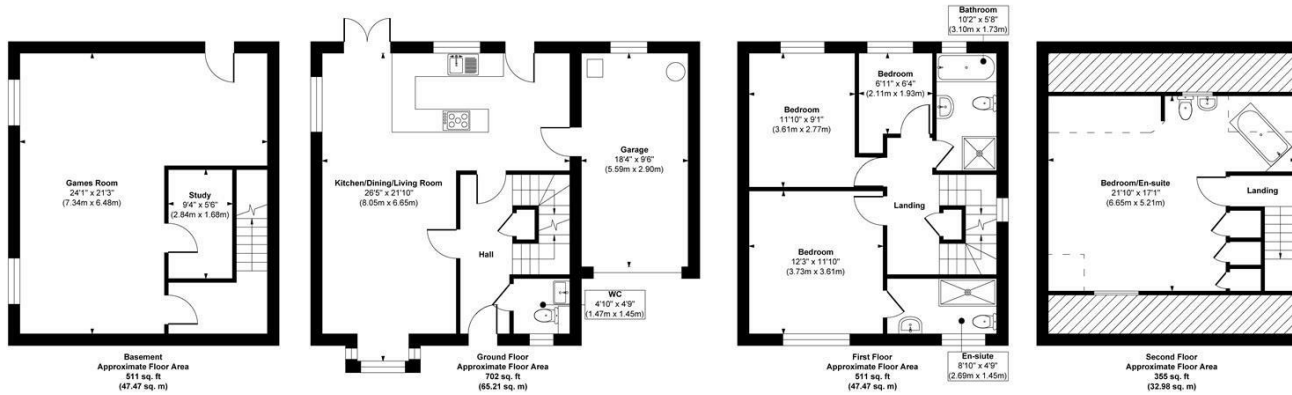 Games Room
24'1" x 21'3"
(7.34m x 6.48m)
Study
9'4" x 5'6"
(2.84m x 1.68m)
Basement
Approximate Floor Area
511 sq. ft
(47.47 sq. m)
Kitchen/Dining/Living Room
26'5" x 21'10"
(8.05m x 6.65m)
Garage
18'4" x 9'6"
(5.59m x 2.90m)
Hall
WC
4'10" x 4'9"
(1.47m x 1.45m)
Ground Floor
Approximate Floor Area
702 sq. ft
(65.21 sq. m)
Bathroom
10'2" x 5'8"
(3.10m x 1.73m)
Bedroom
6'11" x 6'4"
(2.11m x 1.93m)
Bedroom
11'10" x 9'1"
(3.61m x 2.77m)
Landing
Bedroom
12'3" x 11'10"
(3.73m x 3.61m)
En-siute
8'10" x 4'9"
(2.69m x 1.45m)
First Floor
Approximate Floor Area
511 sq. ft
(47.47 sq. m)
Bedroom/En-suite
21'10" x 17'1"
(6.65m x 5.21m)
Landing
Second Floor
Approximate Floor Area
355 sq. ft
(32.98 sq. m)